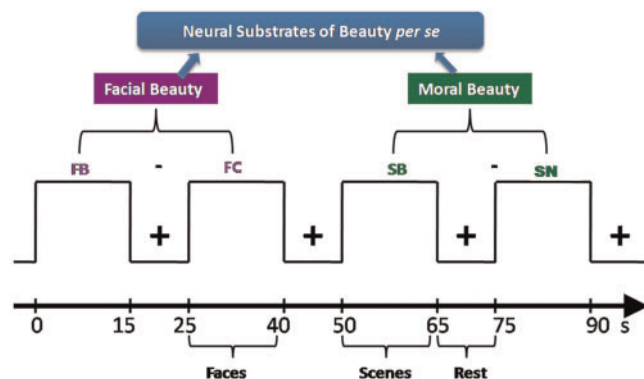 Neural Substrates of Beauty per se
Facial Beauty
Moral Beauty
FB - FC SB - SN
+ + + +
0 15 25 40 50 65 75 90 s
Faces Scenes Rest